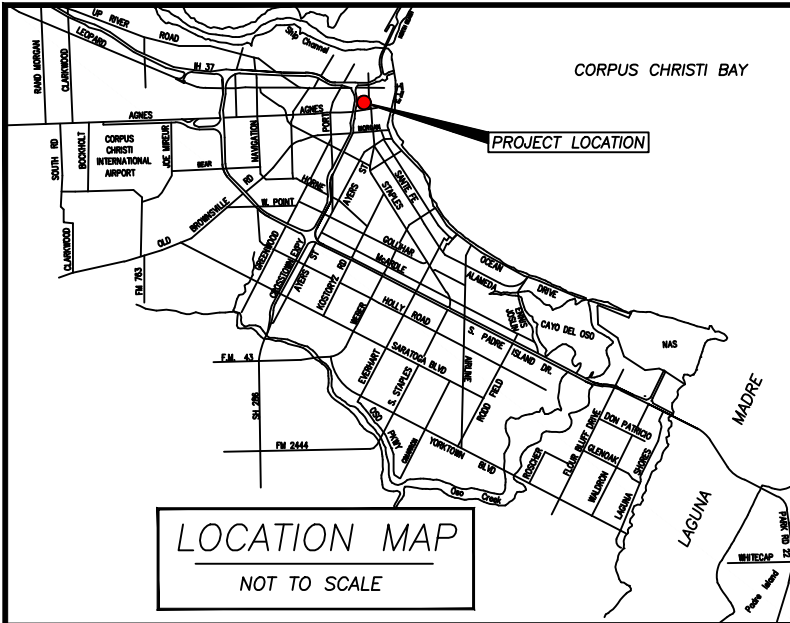 UP RIVER ROAD
LEOPARD
RAND MORGAN
CLARKWOOD
Ship Channel
IH 37
CORPUS CHRISTI BAY
AGNES
AGNES
PORT
MORGAN
PROJECT LOCATION
SOUTH RD
BOCKHOLT
CORPUS
CHRISTI
INTERNATIONAL
AIRPORT
JOE MIREUR
BEAR
NAVIGATION
OLD BROWNSVILLE RD
HORNE
W. POINT
AYERS ST
STAPLES
SANTE FE
CLARKWOOD
FM 763
GREENWOOD
CROSSTOWN EXPY
AYERS ST
KOSTORYZ RD
WEBER
GOLLIHAR
McARDLE
ALAMEDA
OCEAN DRIVE
ENNIS
JOSLIN
CAYO DEL OSO
NAS
HOLLY ROAD
S. PADRE ISLAND DR.
F.M. 43
SH 286
EVERHART
SARATOGA BLVD
S. STAPLES
AIRLINE
RODD FIELD
FM 2444
OSO PKWY
CIMARRON
YORKTOWN BLVD
Oso Creek
ROSCHER
FLOUR BLUFF DRIVE
DON PATRICIO
GLENOAK
WALDRON
LAGUNA SHORES
LAGUNA MADRE
PARK RD 22
WHITECAP
Padre Island
LOCATION MAP
NOT TO SCALE